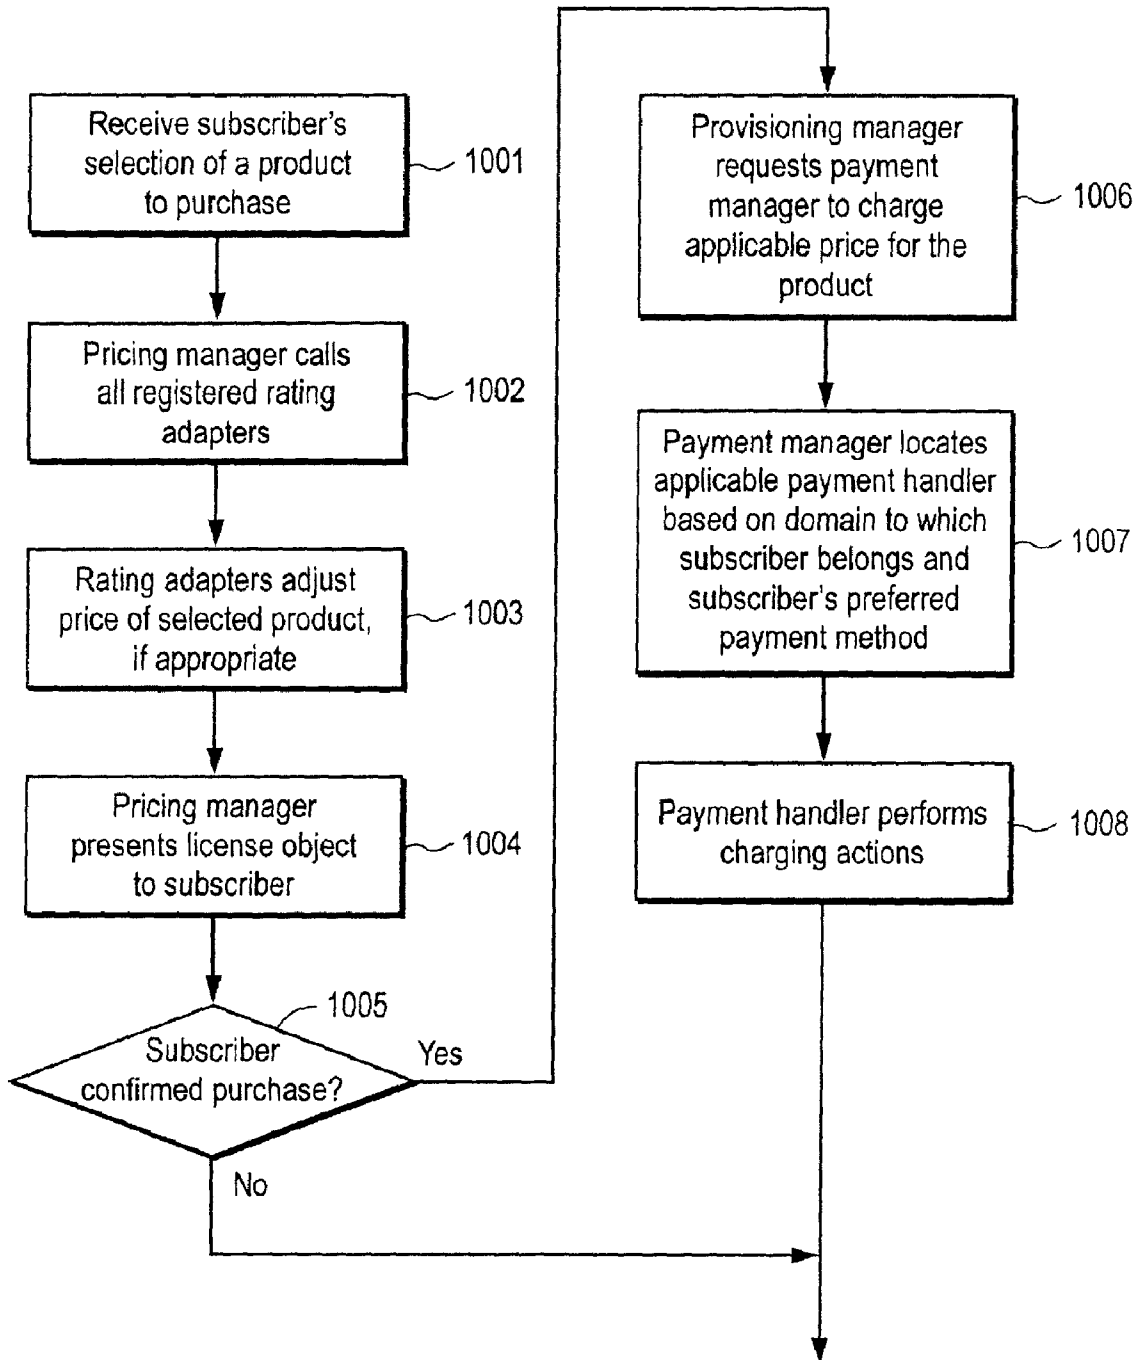 Receive subscriber's
selection of a product
to purchase
1001
Pricing manager calls
all registered rating
adapters
1002
Rating adapters adjust
price of selected product,
if appropriate
1003
Pricing manager
presents license object
to subscriber
1004
1005
Subscriber
confirmed purchase?
Yes
No
Provisioning manager
requests payment
manager to charge
applicable price for the
product
1006
Payment manager locates
applicable payment handler
based on domain to which
subscriber belongs and
subscriber's preferred
payment method
1007
Payment handler performs
charging actions
1008